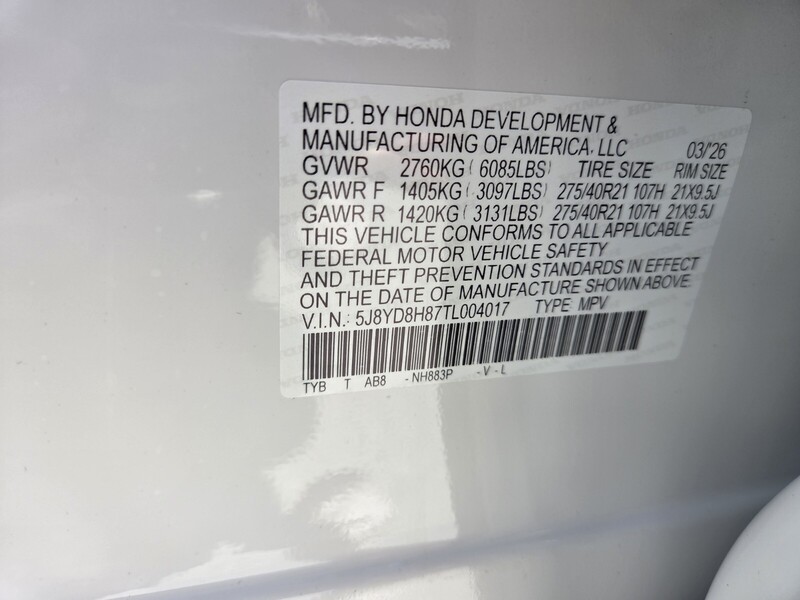 MFD. BY HONDA DEVELOPMENT &
MANUFACTURING OF AMERICA, LLC 03/'26
GVWR 2760KG ( 6085LBS) TIRE SIZE RIM SIZE
GAWR F 1405KG ( 3097LBS) 275/40R21 107H 21X9.5J
GAWR R 1420KG ( 3131LBS) 275/40R21 107H 21X9.5J
THIS VEHICLE CONFORMS TO ALL APPLICABLE
FEDERAL MOTOR VEHICLE SAFETY
AND THEFT PREVENTION STANDARDS IN EFFECT
ON THE DATE OF MANUFACTURE SHOWN ABOVE.
V.I.N.: 5J8YD8H87TL004017 TYPE MPV
TYB T AB8 -NH883P -V-L